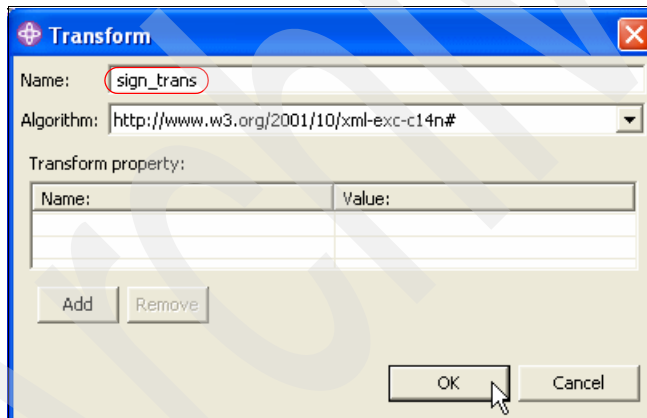 Transform
Name: sign_trans
Algorithm: http://www.w3.org/2001/10/xml-exc-c14n#
Transform property:
Name: Value:
Add Remove
OK Cancel